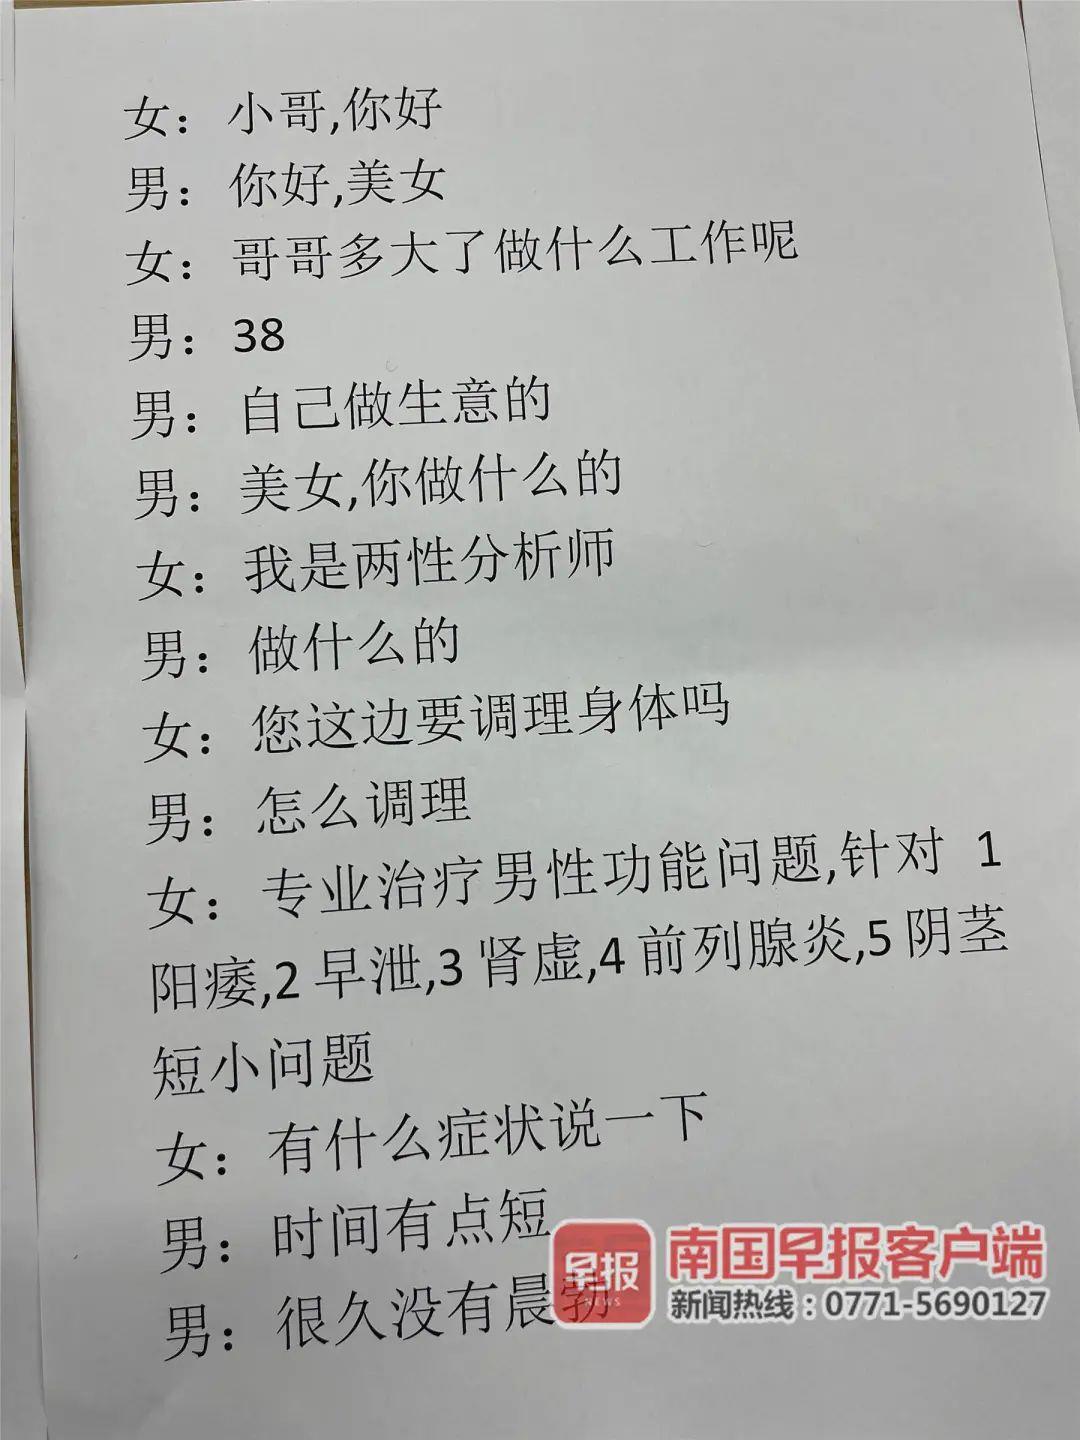 女：小哥,你好
男：你好,美女
女：哥哥多大了做什么工作呢
男：38
男：自己做生意的
男：美女,你做什么的
女：我是两性分析师
男：做什么的
女：您这边要调理身体吗
男：怎么调理
女：专业治疗男性功能问题,针对 1
阳痿,2 早泄,3 肾虚,4 前列腺炎,5 阴茎
短小问题
女：有什么症状说一下
男：时间有点短
男：很久没有晨勃
早报
NEWS
南国早报客户端
新闻热线：0771-5690127